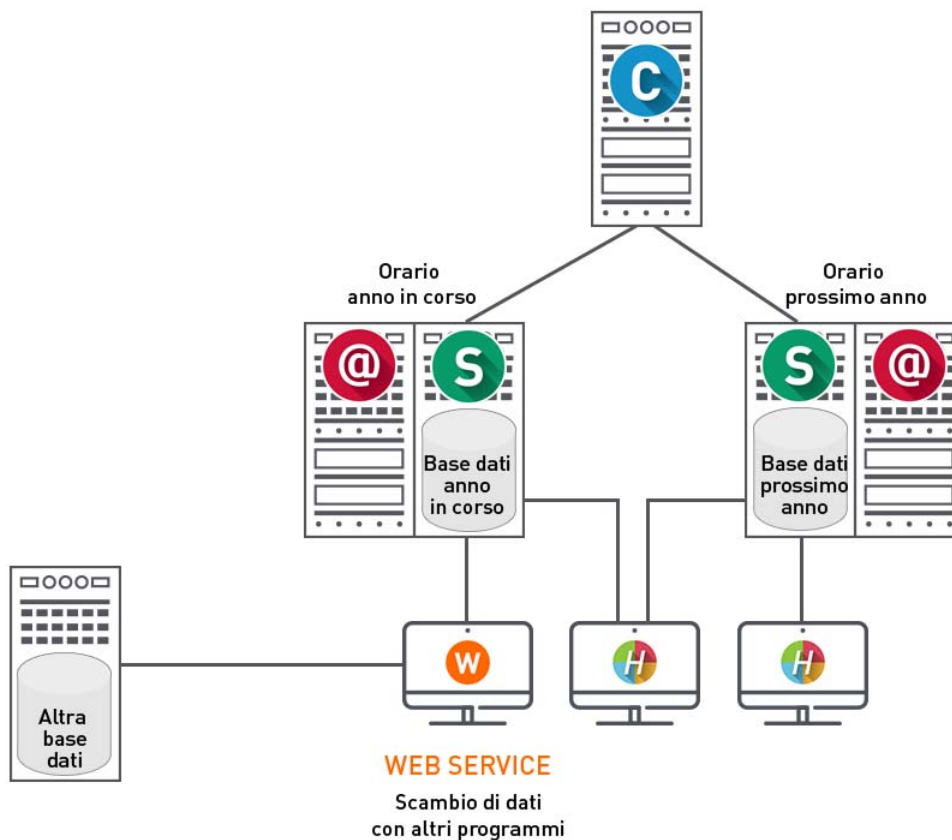 C
Orario
anno in corso
Orario
prossimo anno
@
S
S
@
Base dati
anno
in corso
Base dati
prossimo
anno
W
H
H
Altra
base
dati
WEB SERVICE
Scambio di dati
con altri programmi